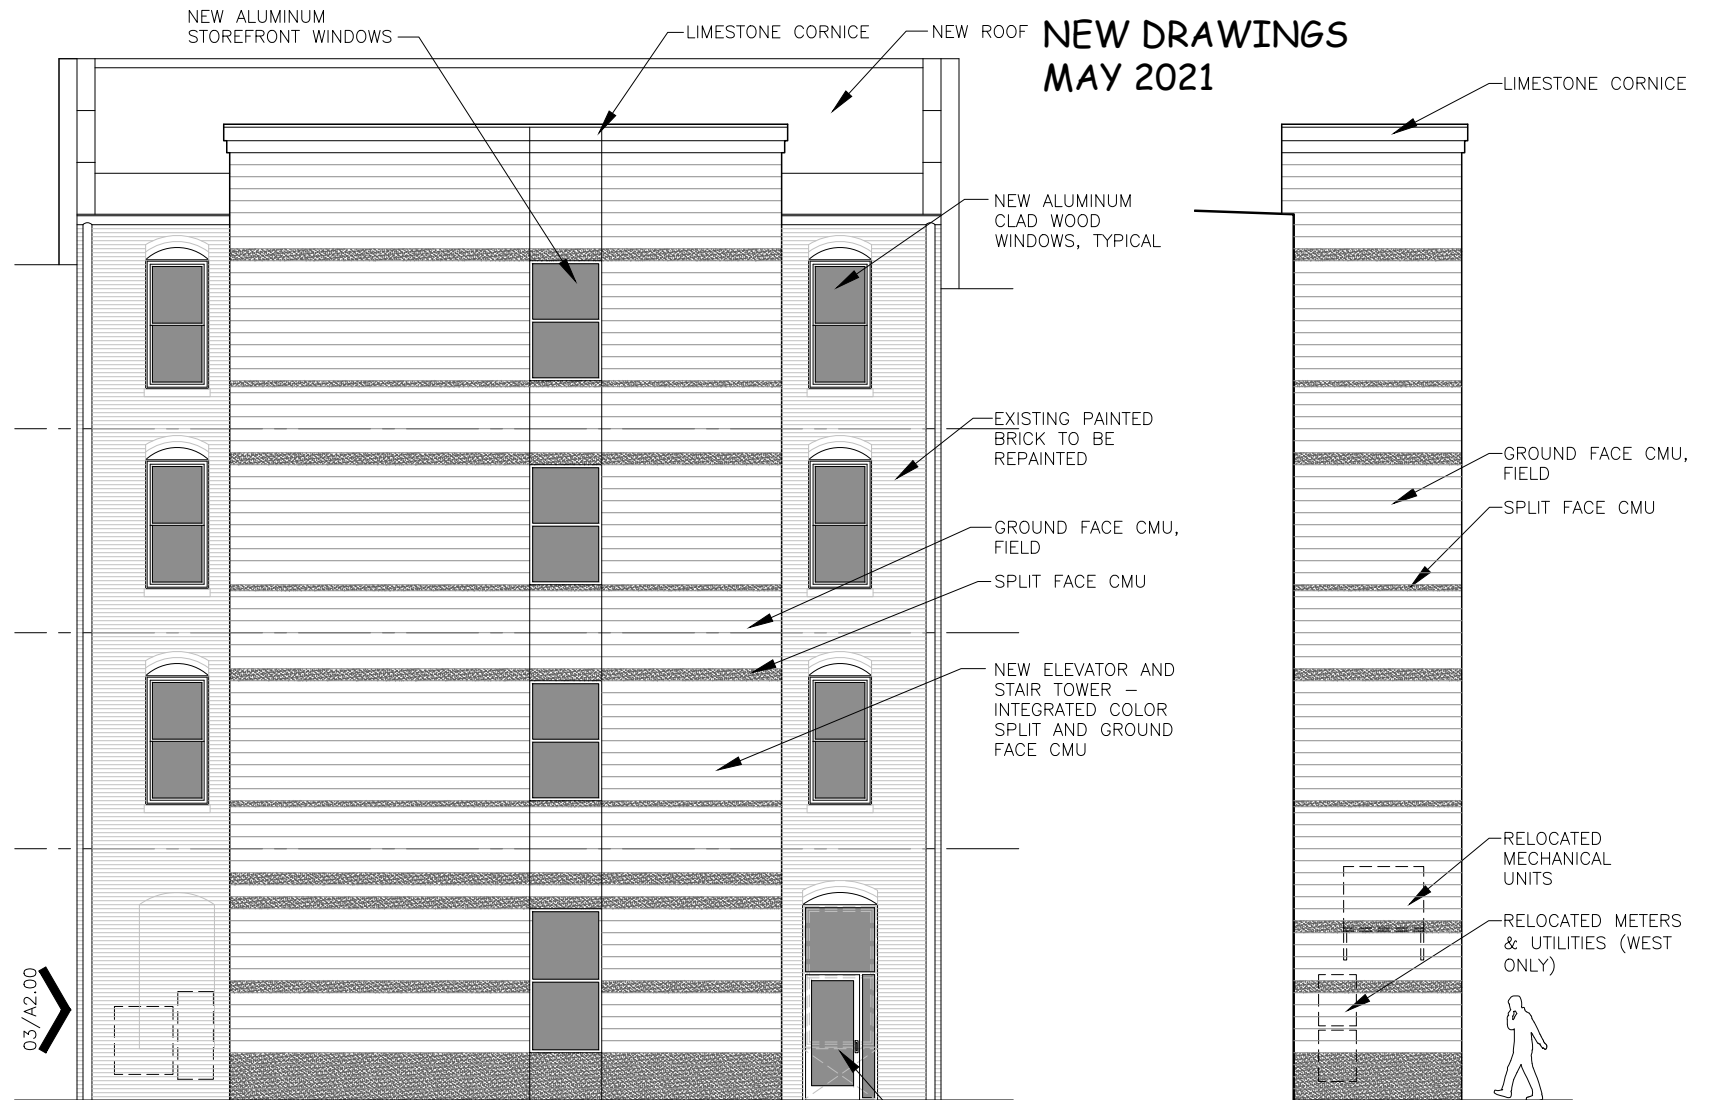 NEW ALUMINUM
STOREFRONT WINDOWS
LIMESTONE CORNICE
NEW ROOF
NEW DRAWINGS
MAY 2021
LIMESTONE CORNICE
NEW ALUMINUM
CLAD WOOD
WINDOWS, TYPICAL
EXISTING PAINTED
BRICK TO BE
REPAINTED
GROUND FACE CMU,
FIELD
SPLIT FACE CMU
NEW ELEVATOR AND
STAIR TOWER –
INTEGRATED COLOR
SPLIT AND GROUND
FACE CMU
GROUND FACE CMU,
FIELD
SPLIT FACE CMU
RELOCATED
MECHANICAL
UNITS
RELOCATED METERS
& UTILITIES (WEST
ONLY)
03/A2.00